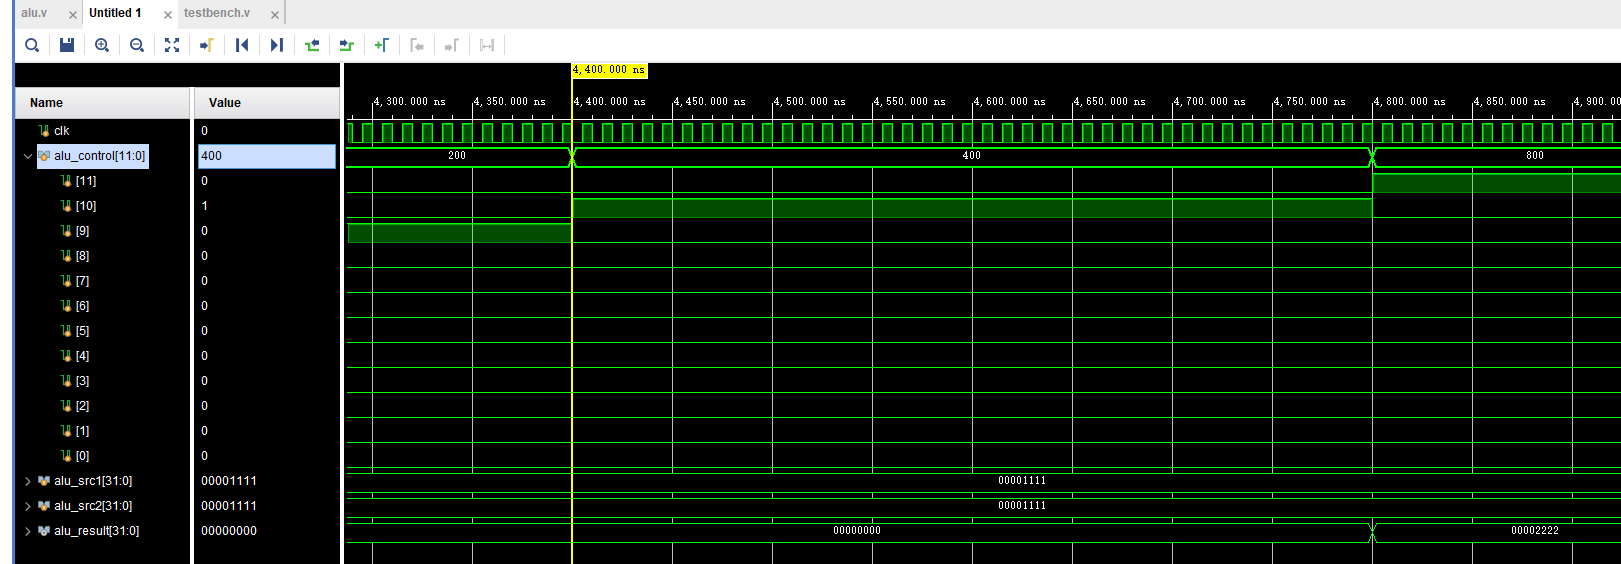 alu.v Untitled 1 testbench.v
4,400.000 ns
Name Value
4,300.000 ns 4,350.000 ns 4,400.000 ns 4,450.000 ns 4,500.000 ns 4,550.000 ns 4,600.000 ns 4,650.000 ns 4,700.000 ns 4,750.000 ns 4,800.000 ns 4,850.000 ns 4,900.000
clk 0
alu_control[11:0] 400 200 400 800
[11] 0
[10] 1
[9] 0
[8] 0
[7] 0
[6] 0
[5] 0
[4] 0
[3] 0
[2] 0
[1] 0
[0] 0
alu_src1[31:0] 00001111 00001111
alu_src2[31:0] 00001111 00001111
alu_result[31:0] 00000000 00000000 00002222